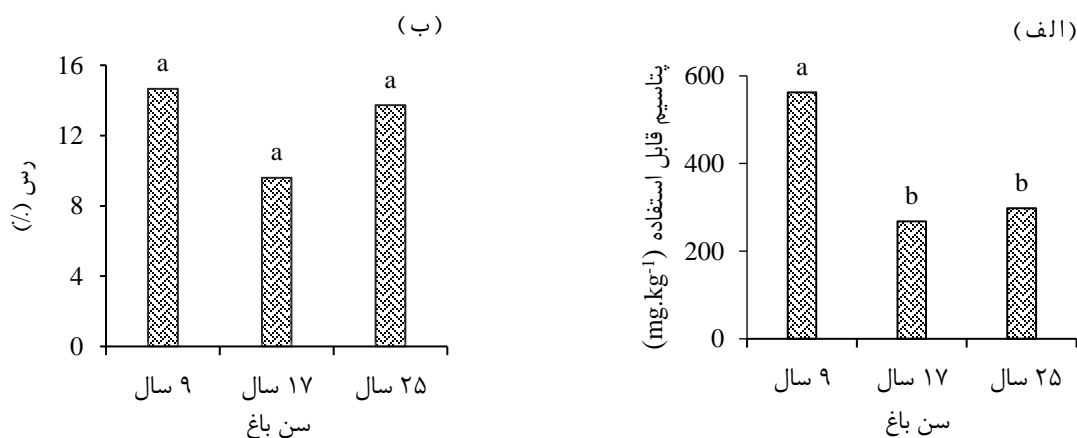 (الف)
پتاسیم قابل استفاده (mg.kg-1)
600
400
200
0
a
b
b
۹ سال
۱۷ سال
۲۵ سال
سن باغ
(ب)
رس (٪)
16
12
8
4
0
a
a
a
۹ سال
۱۷ سال
۲۵ سال
سن باغ